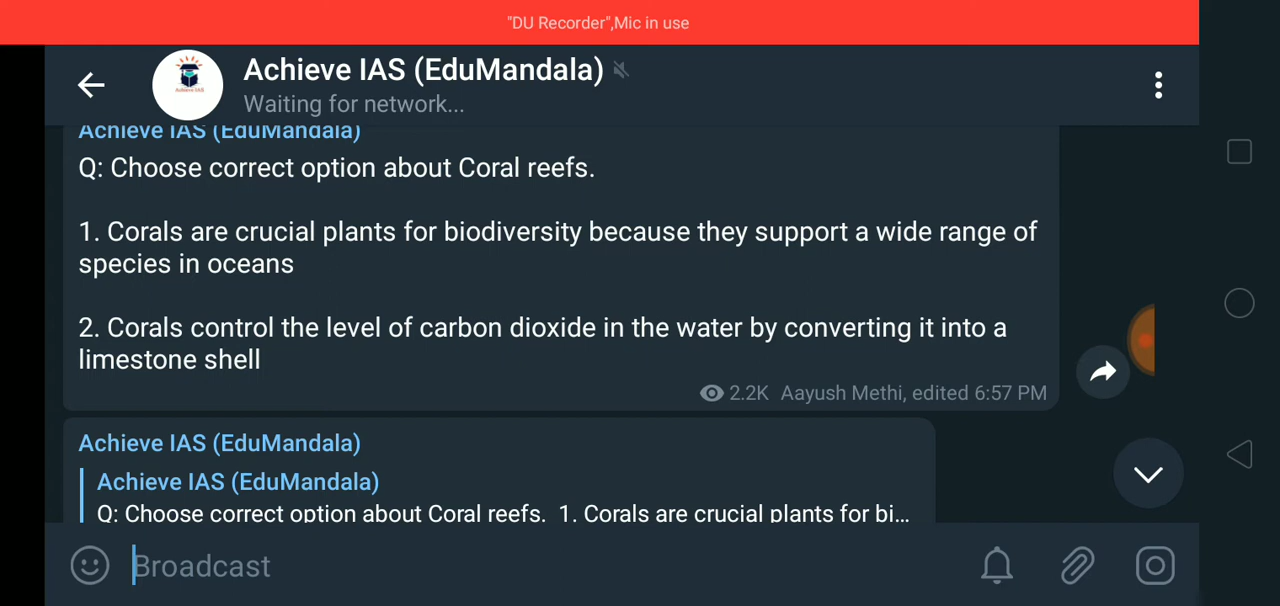 "DU Recorder",Mic in use
Achieve IAS (EduMandala)
Waiting for network...
Achieve IAS
Achieve IAS (EduMandala)
Q: Choose correct option about Coral reefs.
1. Corals are crucial plants for biodiversity because they support a wide range of
species in oceans
2. Corals control the level of carbon dioxide in the water by converting it into a
limestone shell
2.2K Aayush Methi, edited 6:57 PM
Achieve IAS (EduMandala)
Achieve IAS (EduMandala)
Q: Choose correct option about Coral reefs. 1. Corals are crucial plants for bi...
Broadcast